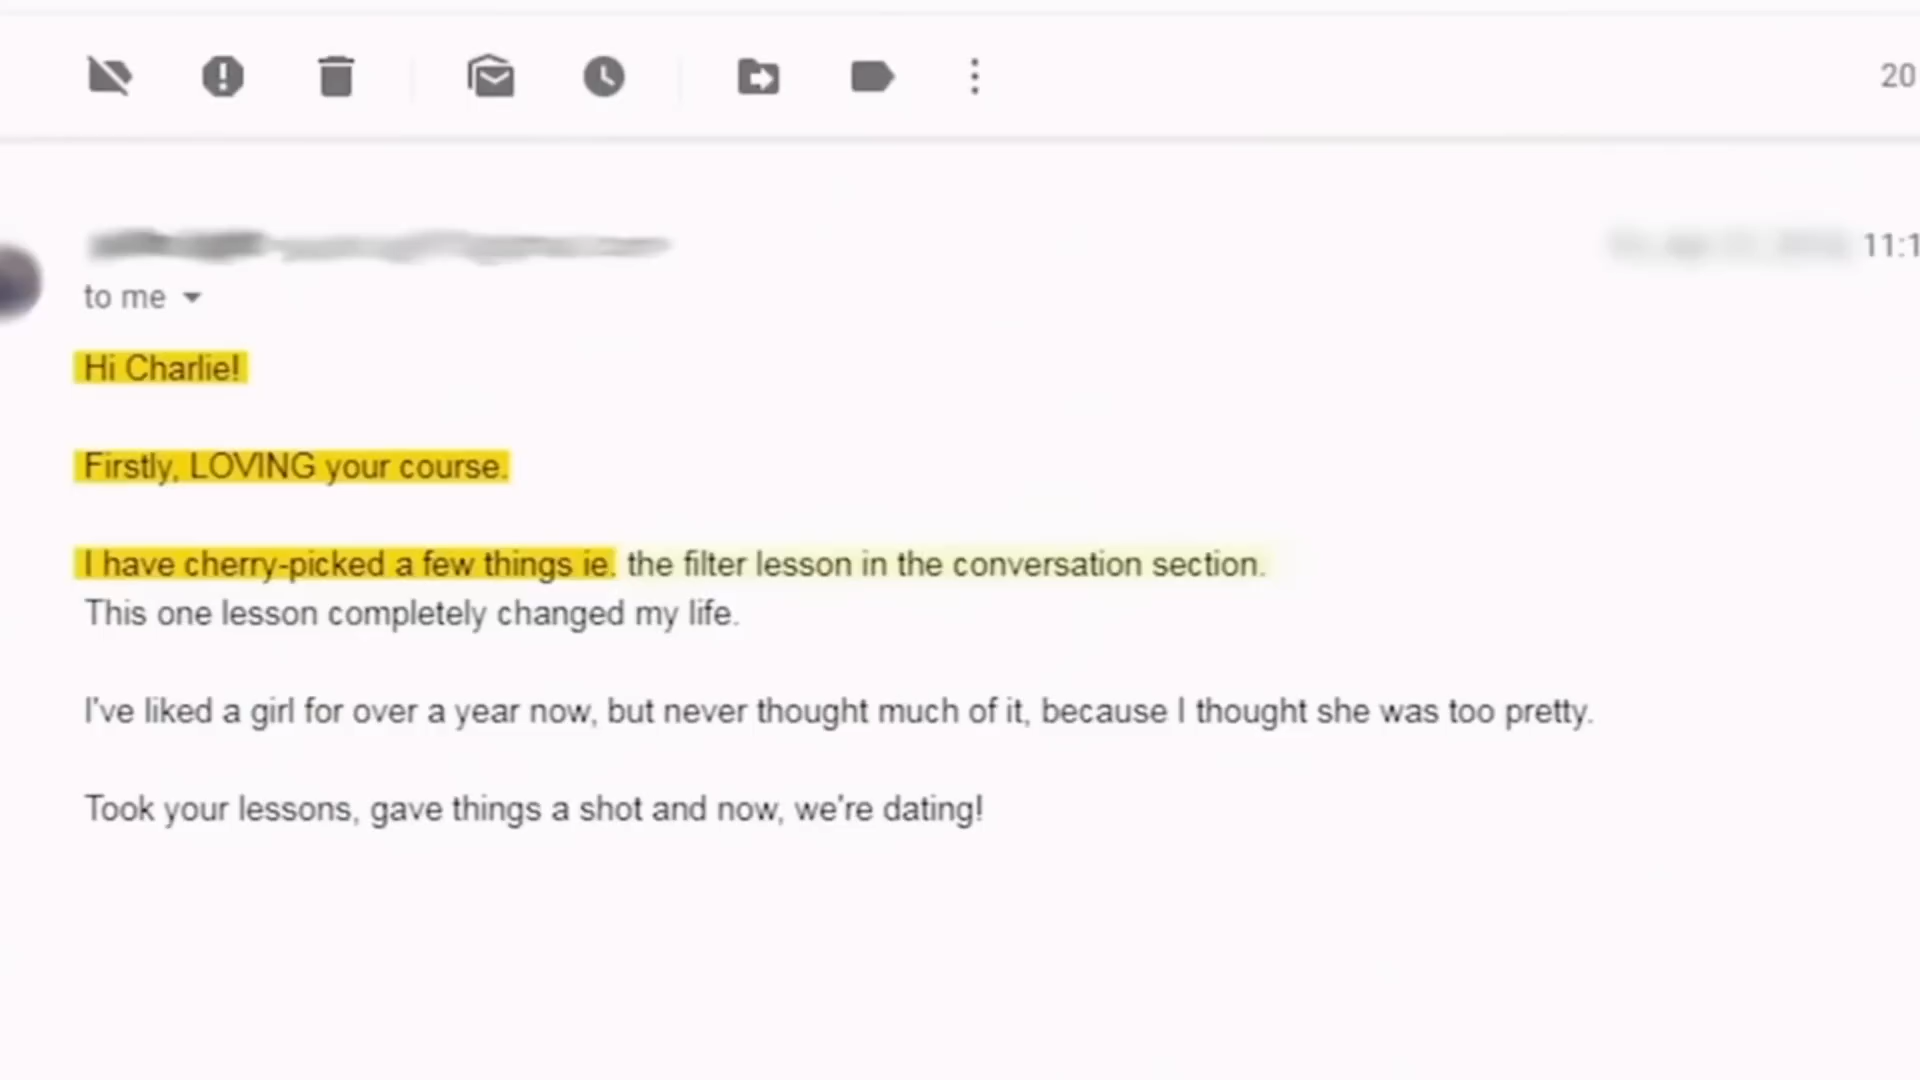 20
11:1
to me
Hi Charlie!
Firstly, LOVING your course.
I have cherry-picked a few things ie. the filter lesson in the conversation section.
This one lesson completely changed my life.
I've liked a girl for over a year now, but never thought much of it, because I thought she was too pretty.
Took your lessons, gave things a shot and now, we're dating!